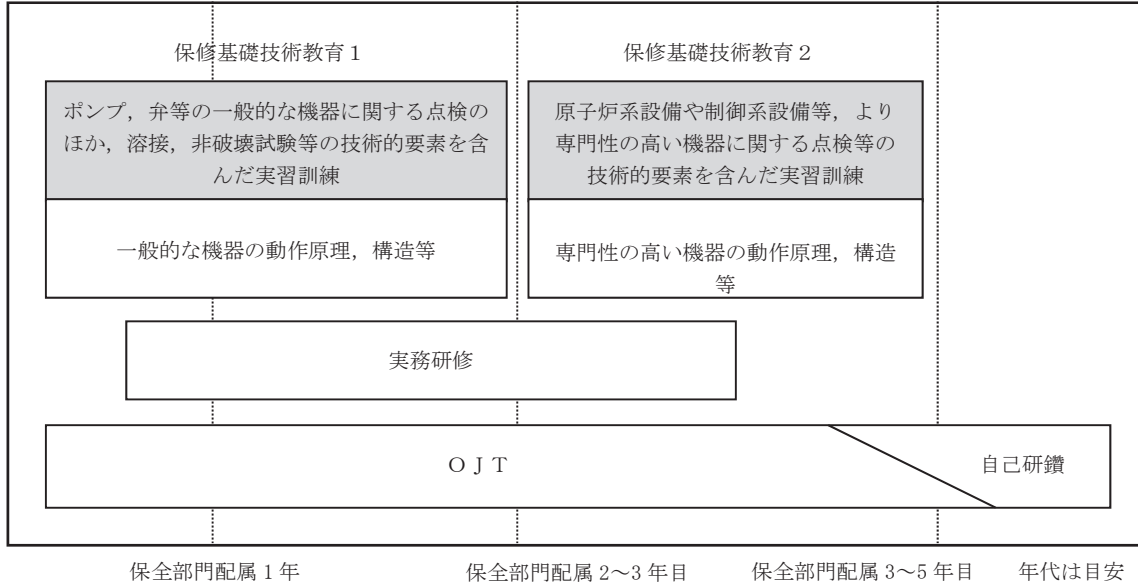 保修基礎技術教育１
保修基礎技術教育２
ポンプ，弁等の一般的な機器に関する点検の
ほか，溶接，非破壊試験等の技術的要素を含
んだ実習訓練
原子炉系設備や制御系設備等，より
専門性の高い機器に関する点検等の
技術的要素を含んだ実習訓練
一般的な機器の動作原理，構造等
専門性の高い機器の動作原理，構造
等
実務研修
ＯＪＴ
自己研鑽
保全部門配属 1 年
保全部門配属 2～3 年目
保全部門配属 3～5 年目
年代は目安